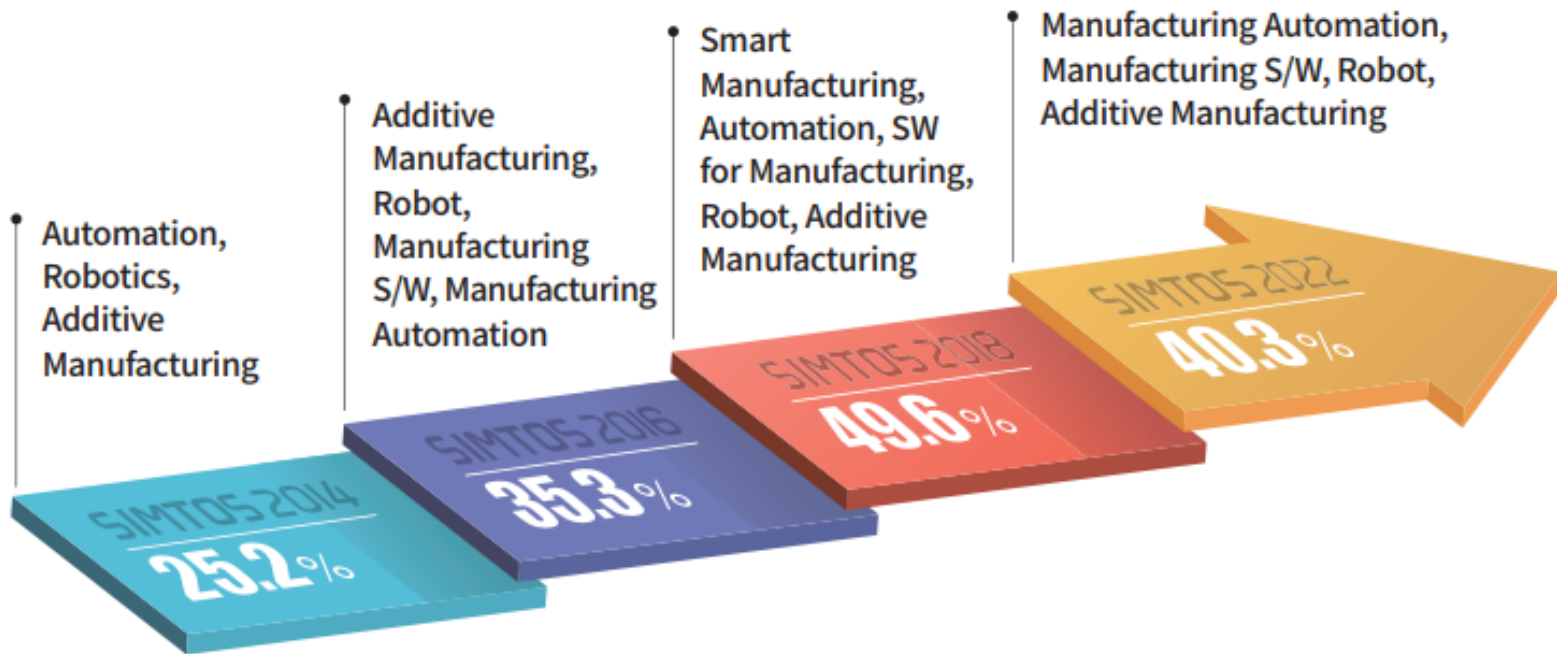 Automation,
Robotics,
Additive
Manufacturing
SIMTOS 2014
25.2%
Additive
Manufacturing,
Robot,
Manufacturing
S/W, Manufacturing
Automation
SIMTOS 2016
35.3%
Smart
Manufacturing,
Automation, SW
for Manufacturing,
Robot, Additive
Manufacturing
SIMTOS 2018
49.6%
Manufacturing Automation,
Manufacturing S/W, Robot,
Additive Manufacturing
SIMTOS 2022
40.3%